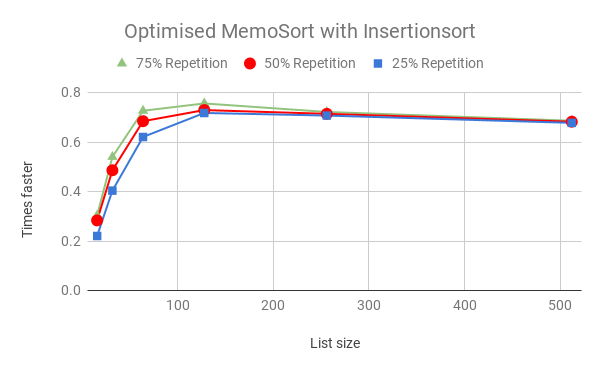 Optimised MemoSort with Insertionsort
75% Repetition 50% Repetition 25% Repetition
0.8
0.6
0.4
0.2
0.0
Times faster
100 200 300 400 500
List size